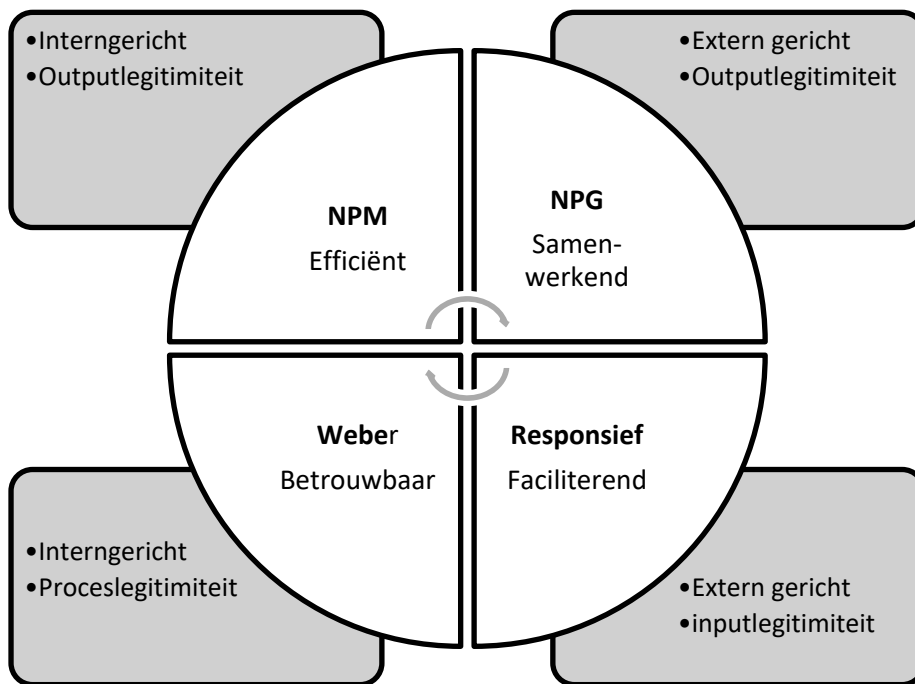 •Interngericht
•Outputlegitimiteit
•Extern gericht
•Outputlegitimiteit
NPM
Efficiënt
NPG
Samen-
werkend
Weber
Betrouwbaar
Responsief
Faciliterend
•Interngericht
•Proceslegitimiteit
•Extern gericht
•inputlegitimiteit